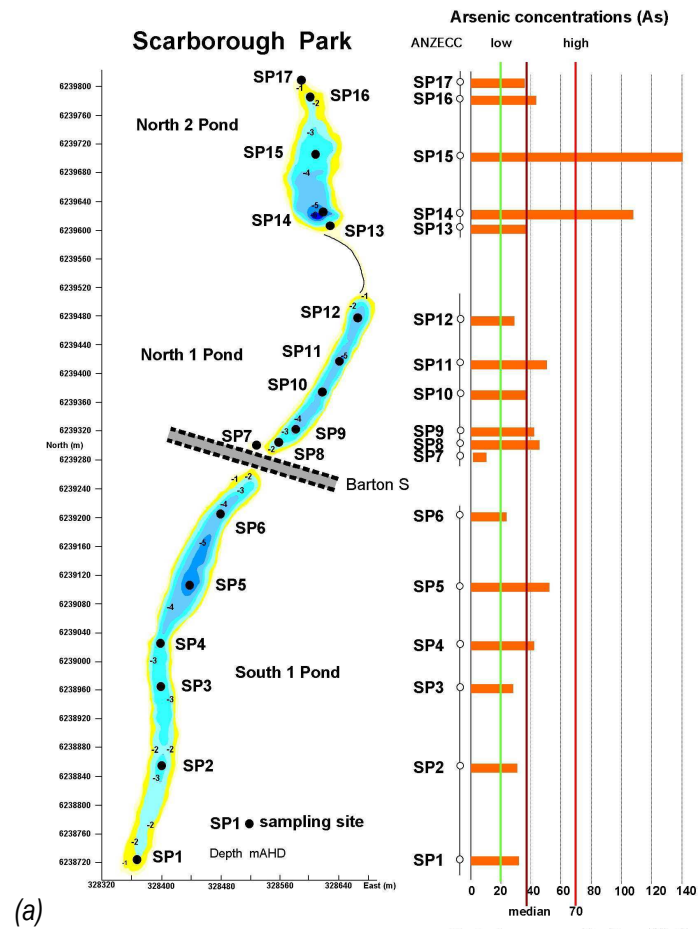 Scarborough Park
Arsenic concentrations (As)
ANZECC low high
North 2 Pond
North 1 Pond
South 1 Pond
Barton S
SP17
SP16
SP15
SP14
SP13
SP12
SP11
SP10
SP9
SP8
SP7
SP6
SP5
SP4
SP3
SP2
SP1
SP1 sampling site
Depth mAHD
6239800
6239760
6239720
6239680
6239640
6239600
6239560
6239520
6239480
6239440
6239400
6239360
6239320
North (m)
6239280
6239240
6239200
6239160
6239120
6239080
6239040
6239000
6238960
6238920
6238880
6238840
6238800
6238760
6238720
328320 328400 328480 328560 East (m) 328640
-1
-2
-3
-4
-5
-1
-2
-5
-4
-3
-2
-1 -2
-3
-4
-5
-4
-3
-3
-2 -2
-3
-2
-2
-1
SP17
SP16
SP15
SP14
SP13
SP12
SP11
SP10
SP9
SP8
SP7
SP6
SP5
SP4
SP3
SP2
SP1
0 20 40 60 80 100 120 140
median 70
(a)